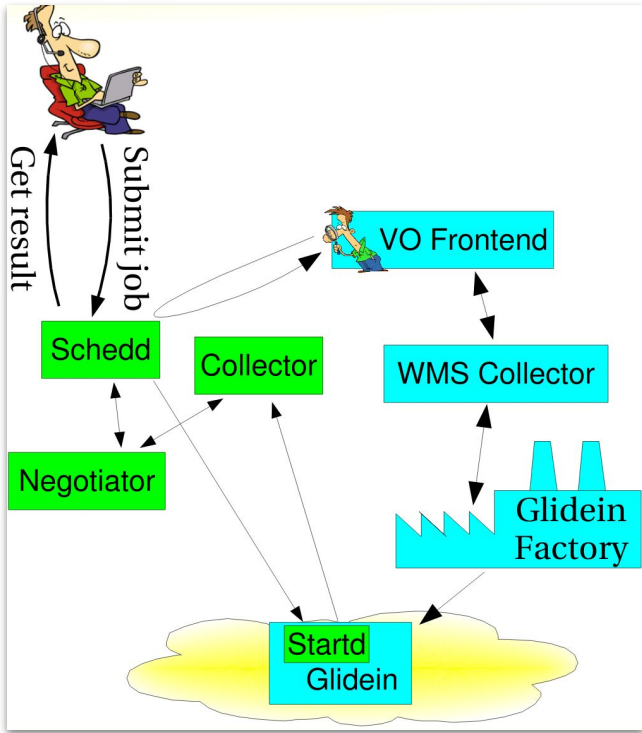 Get result
Submit job
VO Frontend
Schedd
Collector
WMS Collector
Negotiator
Glidein
Factory
Startd
Glidein